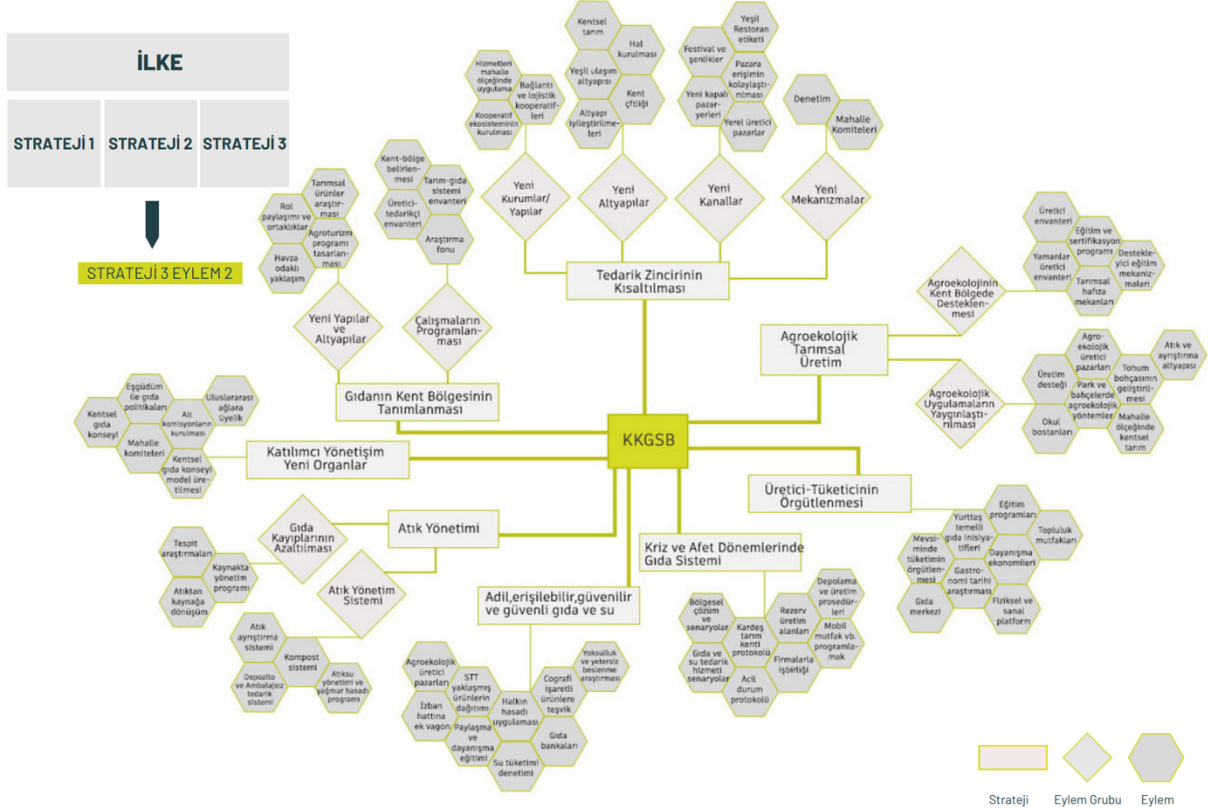 İLKE
STRATEJİ 1
STRATEJİ 2
STRATEJİ 3
STRATEJİ 3 EYLEM 2
Hizmetleri
mahalle
ölçeğinde
uygulama
Bağlantı
ve lojistik
kooperatif-
leri
Kooperatif
ekosisteminin
kurulması
Yeni
Kurumlar/
Yapılar
Kentsel
tarım
Hal
kurulması
Yeşil ulaşım
altyapısı
Kent
çftliği
Altyapı
iyileştirilme-
leri
Yeni
Altyapılar
Yeşil
Restoran
etiketi
Festival ve
şenlikler
Pazara
erişimin
kolaylaştı-
rılması
Yeni kapalı
pazar-
yerleri
Yerel üretici
pazarlar
Yeni
Kanallar
Denetim
Mahalle
Komiteleri
Yeni
Mekanizmalar
Tedarik Zincirinin
Kısaltılması
Tarımsal
ürünler
araştır-
ması
Rol
paylaşımı ve
ortaklıklar
Agroturizm
programı
tasarlan-
ması
Havza
odaklı
yaklaşım
Yeni Yapılar
ve
Altyapılar
Kent-bölge
belirlen-
mesi
Tarım-gıda
sistemi
envanteri
Üretici-
tedarikçi
envanteri
Araştırma
fonu
Çalışmaların
Programlan-
ması
Gıdanın Kent Bölgesinin
Tanımlanması
Üretici
envanteri
Eğitim ve
sertifikasyon
programı
Yamanlar
üretici
envanteri
Destekle-
yici eğitim
mekaniz-
maları
Tarımsal
hafıza
mekanları
Agroekolojinin
Kent Bölgede
Desteklen-
mesi
Agroekolojik
Tarımsal
Üretim
Agro-
ekolojik
üretici
pazarları
Atık ve
ayrıştırma
altyapısı
Üretim
desteği
Tohum
bohçasının
geliştiril-
mesi
Park ve
bahçelerde
agroekolojik
yöntemler
Okul
bostanları
Mahalle
ölçeğinde
kentsel
tarım
Agroekolojik
Uygulamaların
Yaygınlaştı-
rılması
KKGSB
Eşgüdüm
ile gıda
politikaları
Uluslararası
ağlara
üyelik
Kentsel
gıda
konseyi
Alt
komisyonların
kurulması
Mahalle
komiteleri
Kentsel
gıda konseyi
model üre-
tilmesi
Katılımcı Yönetişim
Yeni Organlar
Üretici-Tüketicinin
Örgütlenmesi
Eğitim
programları
Yurttaş
temelli
gıda inisiya-
tifleri
Topluluk
mutfakları
Mevsi-
minde
tüketimin
örgütlen-
mesi
Dayanışma
ekonomileri
Gastro-
nomi tarihi
araştırması
Gıda
merkezi
Fiziksel ve
sanal
platform
Atık Yönetimi
Gıda
Kayıplarının
Azaltılması
Tespit
araştırmaları
Kaynakta
yönetim
programı
Atıktan
kaynağa
dönüşüm
Atık Yönetim
Sistemi
Atık
ayrıştırma
sistemi
Kompost
sistemi
Depozito
ve Ambalajsız
tedarik
sistemi
Atıksu
yönetimi ve
yağmur hasadı
programı
Adil,erişilebilir,güvenilir
ve güvenli gıda ve su
Agroekolojik
üretici
pazarları
STT
yaklaşmış
ürünlerin
dağıtımı
Yoksulluk
ve yetersiz
beslenme
araştırması
Cografi
işaretli
ürünlere
teşvik
Halkın
hasadı
uygulaması
İzban
hattına
ek vagon
Paylaşma
ve
dayanışma
eğitimi
Gıda
bankaları
Su tüketimi
denetimi
Kriz ve Afet Dönemlerinde
Gıda Sistemi
Depolama
ve üretim
prosedür-
leri
Bölgesel
çözüm ve
senaryolar
Rezerv
üretim
alanları
Kardeş
tarım
kenti
protokolü
Mobil
mutfak vb.
programla-
mak
Gıda ve
su tedarik
hizmeti
senaryolar
Firmalarla
işbirliği
Acil
durum
protokolü
Strateji
Eylem Grubu
Eylem